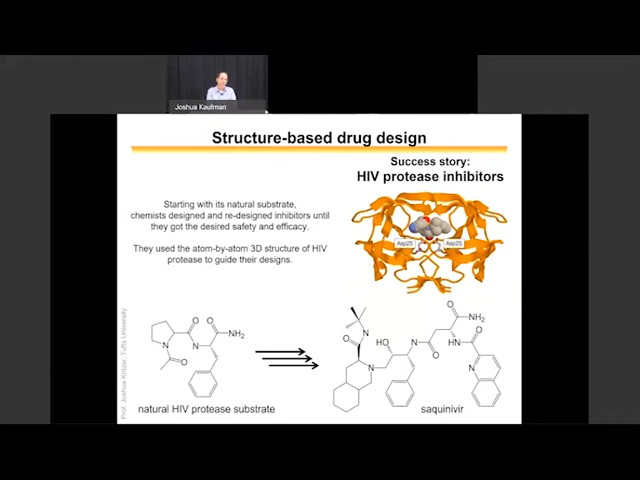 Joshua Kaufman
Structure-based drug design
Success story:
HIV protease inhibitors
Starting with its natural substrate,
chemists designed and re-designed inhibitors until
they got the desired safety and efficacy.
They used the atom-by-atom 3D structure of HIV
protease to guide their designs.
Asp25 Asp25
O O NH₂
N N
O
O NH₂
N
O HN O
OH N O
N N
natural HIV protease substrate
saquinivir
Prof. Joshua Kritzer, Tufts University